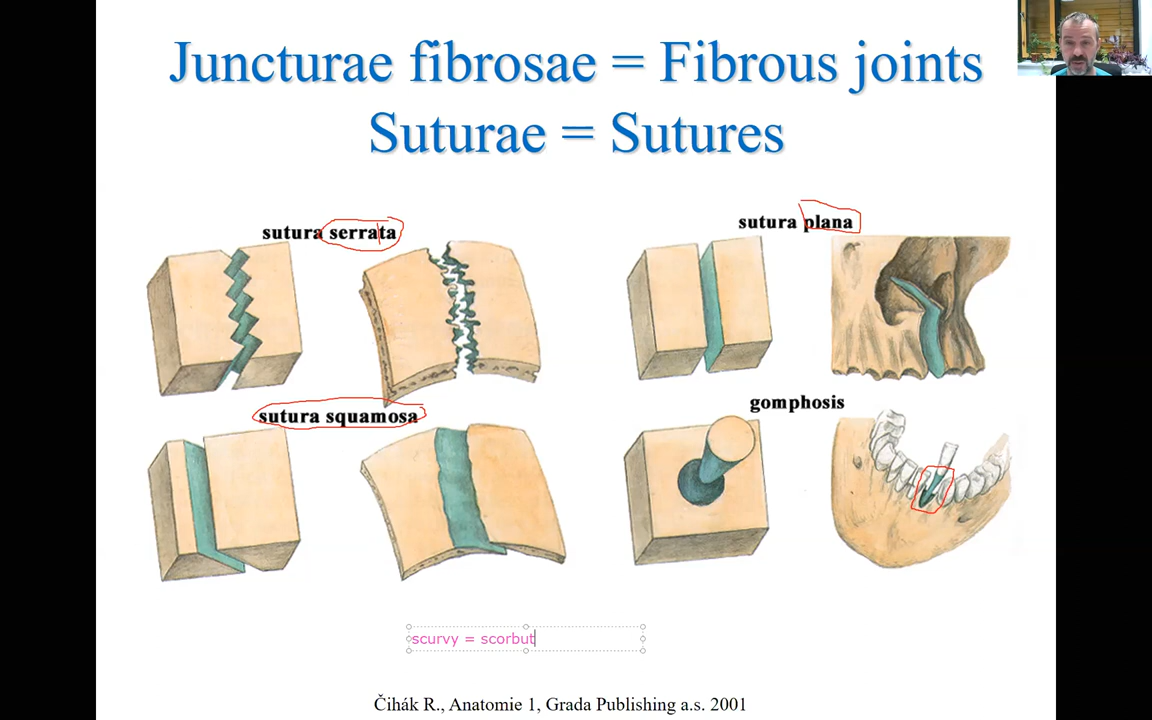 Juncturae fibrosae = Fibrous joints
Suturae = Sutures
sutura serrata
sutura plana
sutura squamosa
gomphosis
scurvy = scorbut
Čihák R., Anatomie 1, Grada Publishing a.s. 2001